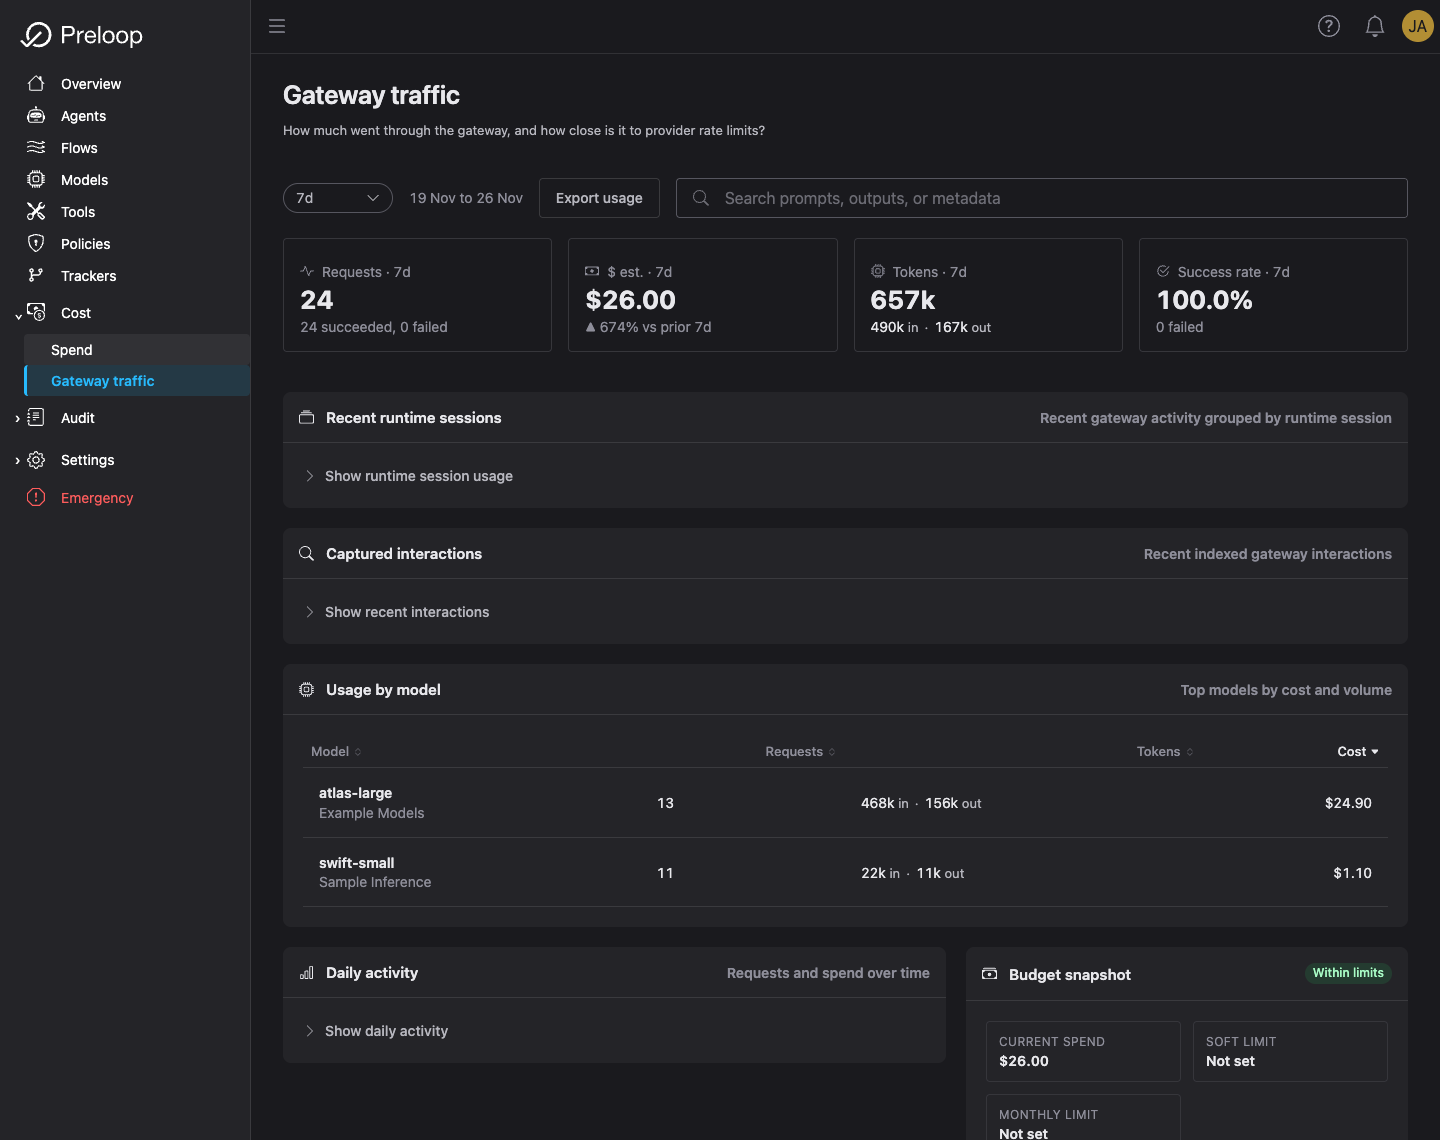 Preloop
JA
Overview
Agents
Flows
Models
Tools
Policies
Trackers
Cost
Spend
Gateway traffic
Audit
Settings
Emergency
Gateway traffic
How much went through the gateway, and how close is it to provider rate limits?
7d
19 Nov to 26 Nov
Export usage
Search prompts, outputs, or metadata
Requests · 7d
24
24 succeeded, 0 failed
$ est. · 7d
$26.00
▲ 674% vs prior 7d
Tokens · 7d
657k
490k in · 167k out
Success rate · 7d
100.0%
0 failed
Recent runtime sessions
Recent gateway activity grouped by runtime session
Show runtime session usage
Captured interactions
Recent indexed gateway interactions
Show recent interactions
Usage by model
Top models by cost and volume
Model Requests Tokens Cost
atlas-large
Example Models
13
468k in · 156k out
$24.90
swift-small
Sample Inference
11
22k in · 11k out
$1.10
Daily activity
Requests and spend over time
Show daily activity
Budget snapshot
Within limits
CURRENT SPEND
$26.00
SOFT LIMIT
Not set
MONTHLY LIMIT
Not set